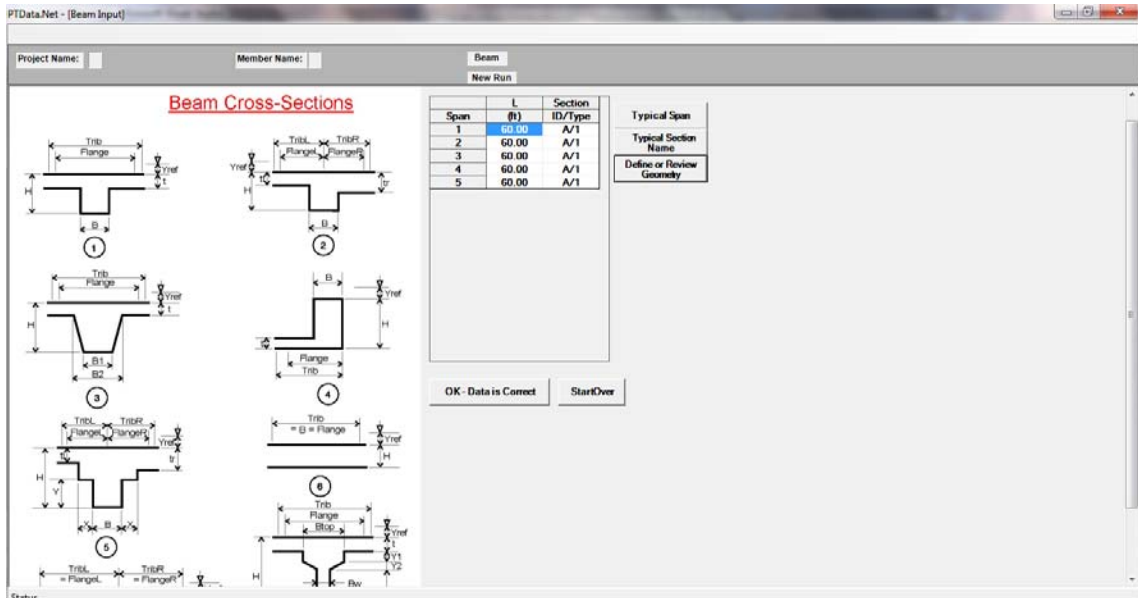 PTData.Net - [Beam Input]
Project Name:
Member Name:
Beam
New Run
Beam Cross-Sections
Trib
Flange
Yref
t
H
B
1
TribL TribR
FlangeL FlangeR
Yref
tl
tr
H
B
2
Trib
Flange
Yref
t
H
B1
B2
3
B
Yref
H
t
Flange
Trib
4
TribL TribR
FlangeL FlangeR
Yref
tl
tr
H
Y
X B X
5
Trib
= B = Flange
Yref
H
6
Trib
Flange
Btop
Yref
t
Y1
Y2
H
Bw
TribL TribR
= FlangeL = FlangeR
L Section
Span (ft) ID/Type
1 60.00 A/1
2 60.00 A/1
3 60.00 A/1
4 60.00 A/1
5 60.00 A/1
Typical Span
Typical Section
Name
Define or Review
Geometry
OK - Data is Correct
StartOver
Status